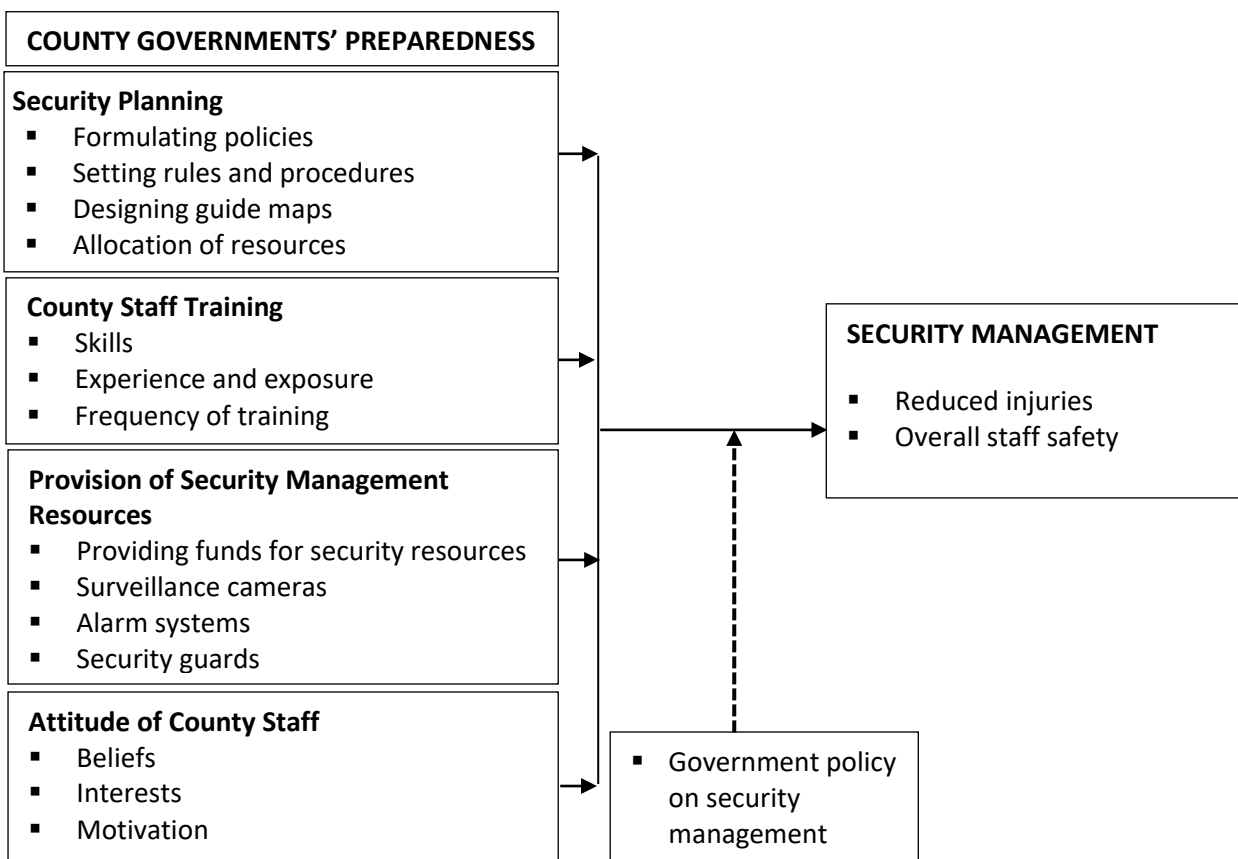 COUNTY GOVERNMENTS’ PREPAREDNESS
Security Planning
▪ Formulating policies
▪ Setting rules and procedures
▪ Designing guide maps
▪ Allocation of resources
County Staff Training
▪ Skills
▪ Experience and exposure
▪ Frequency of training
Provision of Security Management
Resources
▪ Providing funds for security resources
▪ Surveillance cameras
▪ Alarm systems
▪ Security guards
Attitude of County Staff
▪ Beliefs
▪ Interests
▪ Motivation
▪ Government policy
on security
management
SECURITY MANAGEMENT
▪ Reduced injuries
▪ Overall staff safety